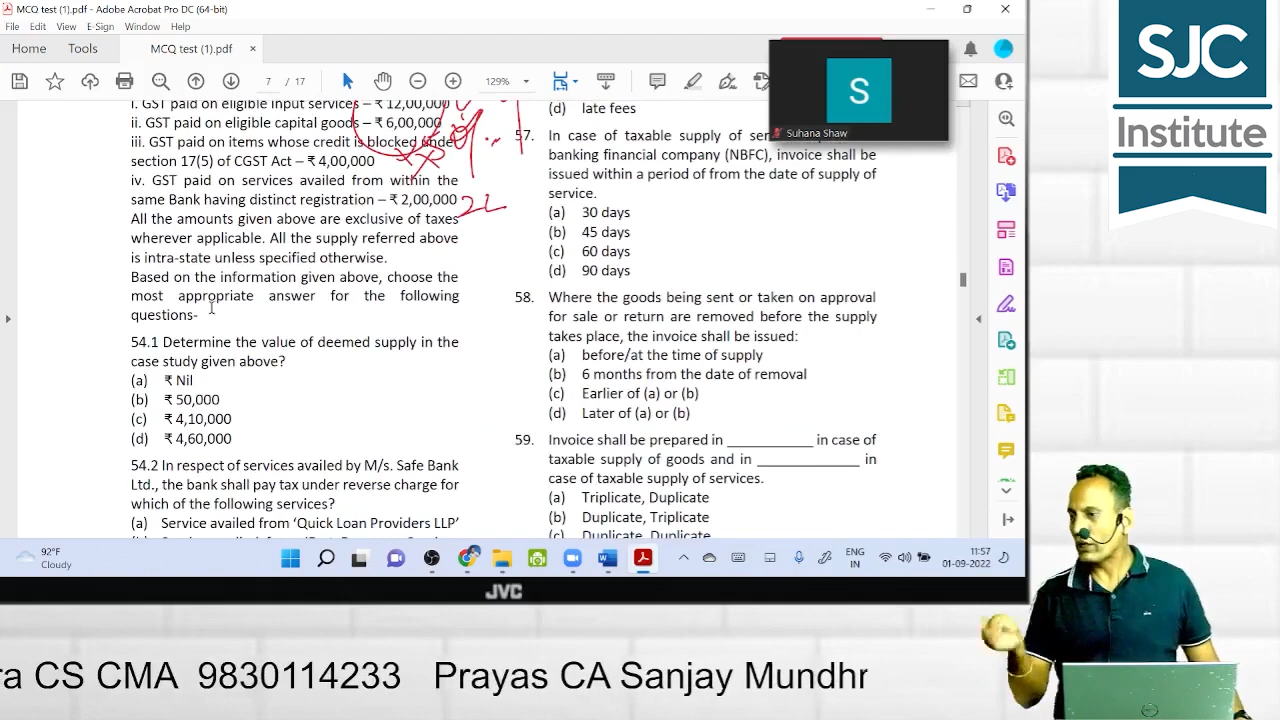 MCQ test (1).pdf - Adobe Acrobat Pro DC (64-bit)
File Edit View E-Sign Window Help
Home Tools MCQ test (1).pdf ×
7 / 17 129%
i. GST paid on eligible input services – ₹ 12,00,000
ii. GST paid on eligible capital goods – ₹ 6,00,000
iii. GST paid on items whose credit is blocked under
section 17(5) of CGST Act – ₹ 4,00,000
iv. GST paid on services availed from within the
same Bank having distinct registration – ₹ 2,00,000
All the amounts given above are exclusive of taxes
wherever applicable. All the supply referred above
is intra-state unless specified otherwise.
Based on the information given above, choose the
most appropriate answer for the following
questions-
54.1 Determine the value of deemed supply in the
case study given above?
(a) ₹ Nil
(b) ₹ 50,000
(c) ₹ 4,10,000
(d) ₹ 4,60,000
54.2 In respect of services availed by M/s. Safe Bank
Ltd., the bank shall pay tax under reverse charge for
which of the following services?
(a) Service availed from ‘Quick Loan Providers LLP’
(d) late fees
57. In case of taxable supply of
banking financial company (NBFC), invoice shall be
issued within a period of from the date of supply of
service.
(a) 30 days
(b) 45 days
(c) 60 days
(d) 90 days
58. Where the goods being sent or taken on approval
for sale or return are removed before the supply
takes place, the invoice shall be issued:
(a) before/at the time of supply
(b) 6 months from the date of removal
(c) Earlier of (a) or (b)
(d) Later of (a) or (b)
59. Invoice shall be prepared in __________ in case of
taxable supply of goods and in ____________ in
case of taxable supply of services.
(a) Triplicate, Duplicate
(b) Duplicate, Triplicate
(c) Duplicate, Duplicate
S
Suhana Shaw
SJC
Institute
92°F
Cloudy
ENG
IN
11:57
01-09-2022
JVC
ra CS CMA 9830114233 Prayas CA Sanjay Mundhr